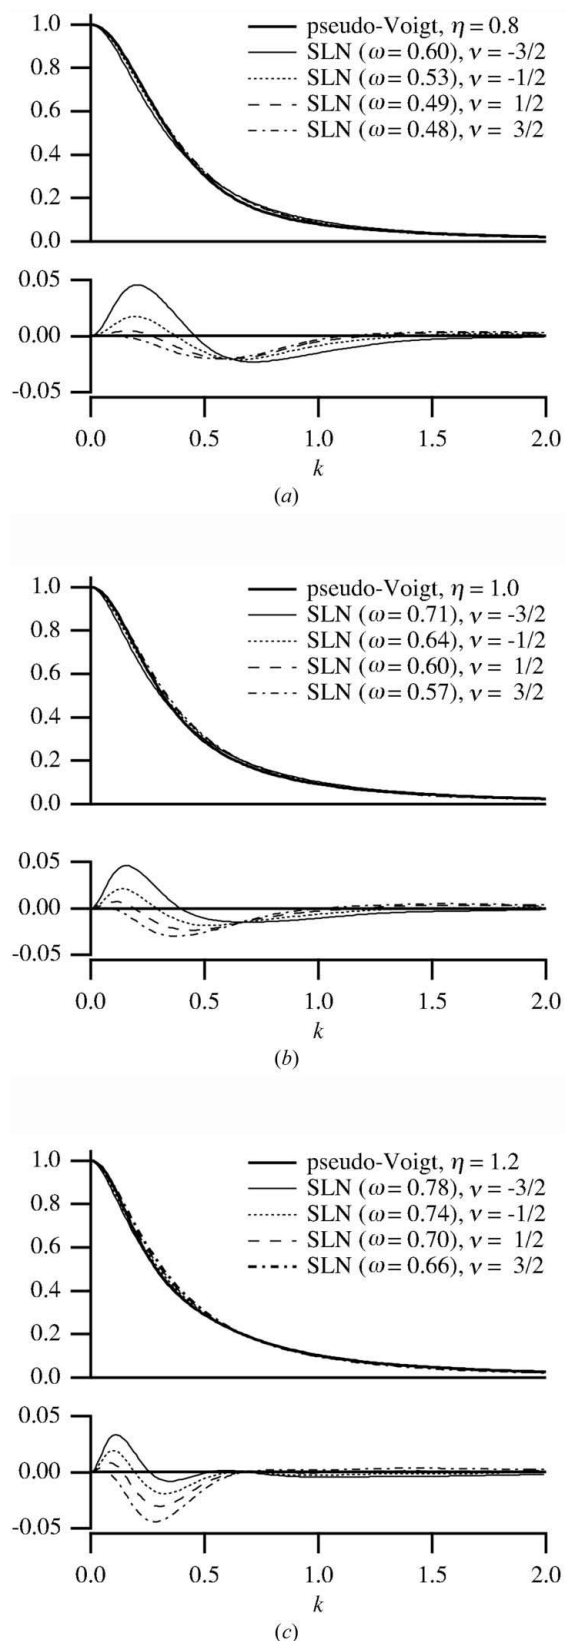 1.0
pseudo-Voigt, η = 0.8
SLN (ω = 0.60), ν = -3/2
0.8
SLN (ω = 0.53), ν = -1/2
0.6
SLN (ω = 0.49), ν = 1/2
SLN (ω = 0.48), ν = 3/2
0.4
0.2
0.0
0.05
0.00
-0.05
0.0 0.5 1.0 1.5 2.0
k
(a)
1.0
pseudo-Voigt, η = 1.0
SLN (ω = 0.71), ν = -3/2
0.8
SLN (ω = 0.64), ν = -1/2
0.6
SLN (ω = 0.60), ν = 1/2
SLN (ω = 0.57), ν = 3/2
0.4
0.2
0.0
0.05
0.00
-0.05
0.0 0.5 1.0 1.5 2.0
k
(b)
1.0
pseudo-Voigt, η = 1.2
SLN (ω = 0.78), ν = -3/2
0.8
SLN (ω = 0.74), ν = -1/2
0.6
SLN (ω = 0.70), ν = 1/2
SLN (ω = 0.66), ν = 3/2
0.4
0.2
0.0
0.05
0.00
-0.05
0.0 0.5 1.0 1.5 2.0
k
(c)